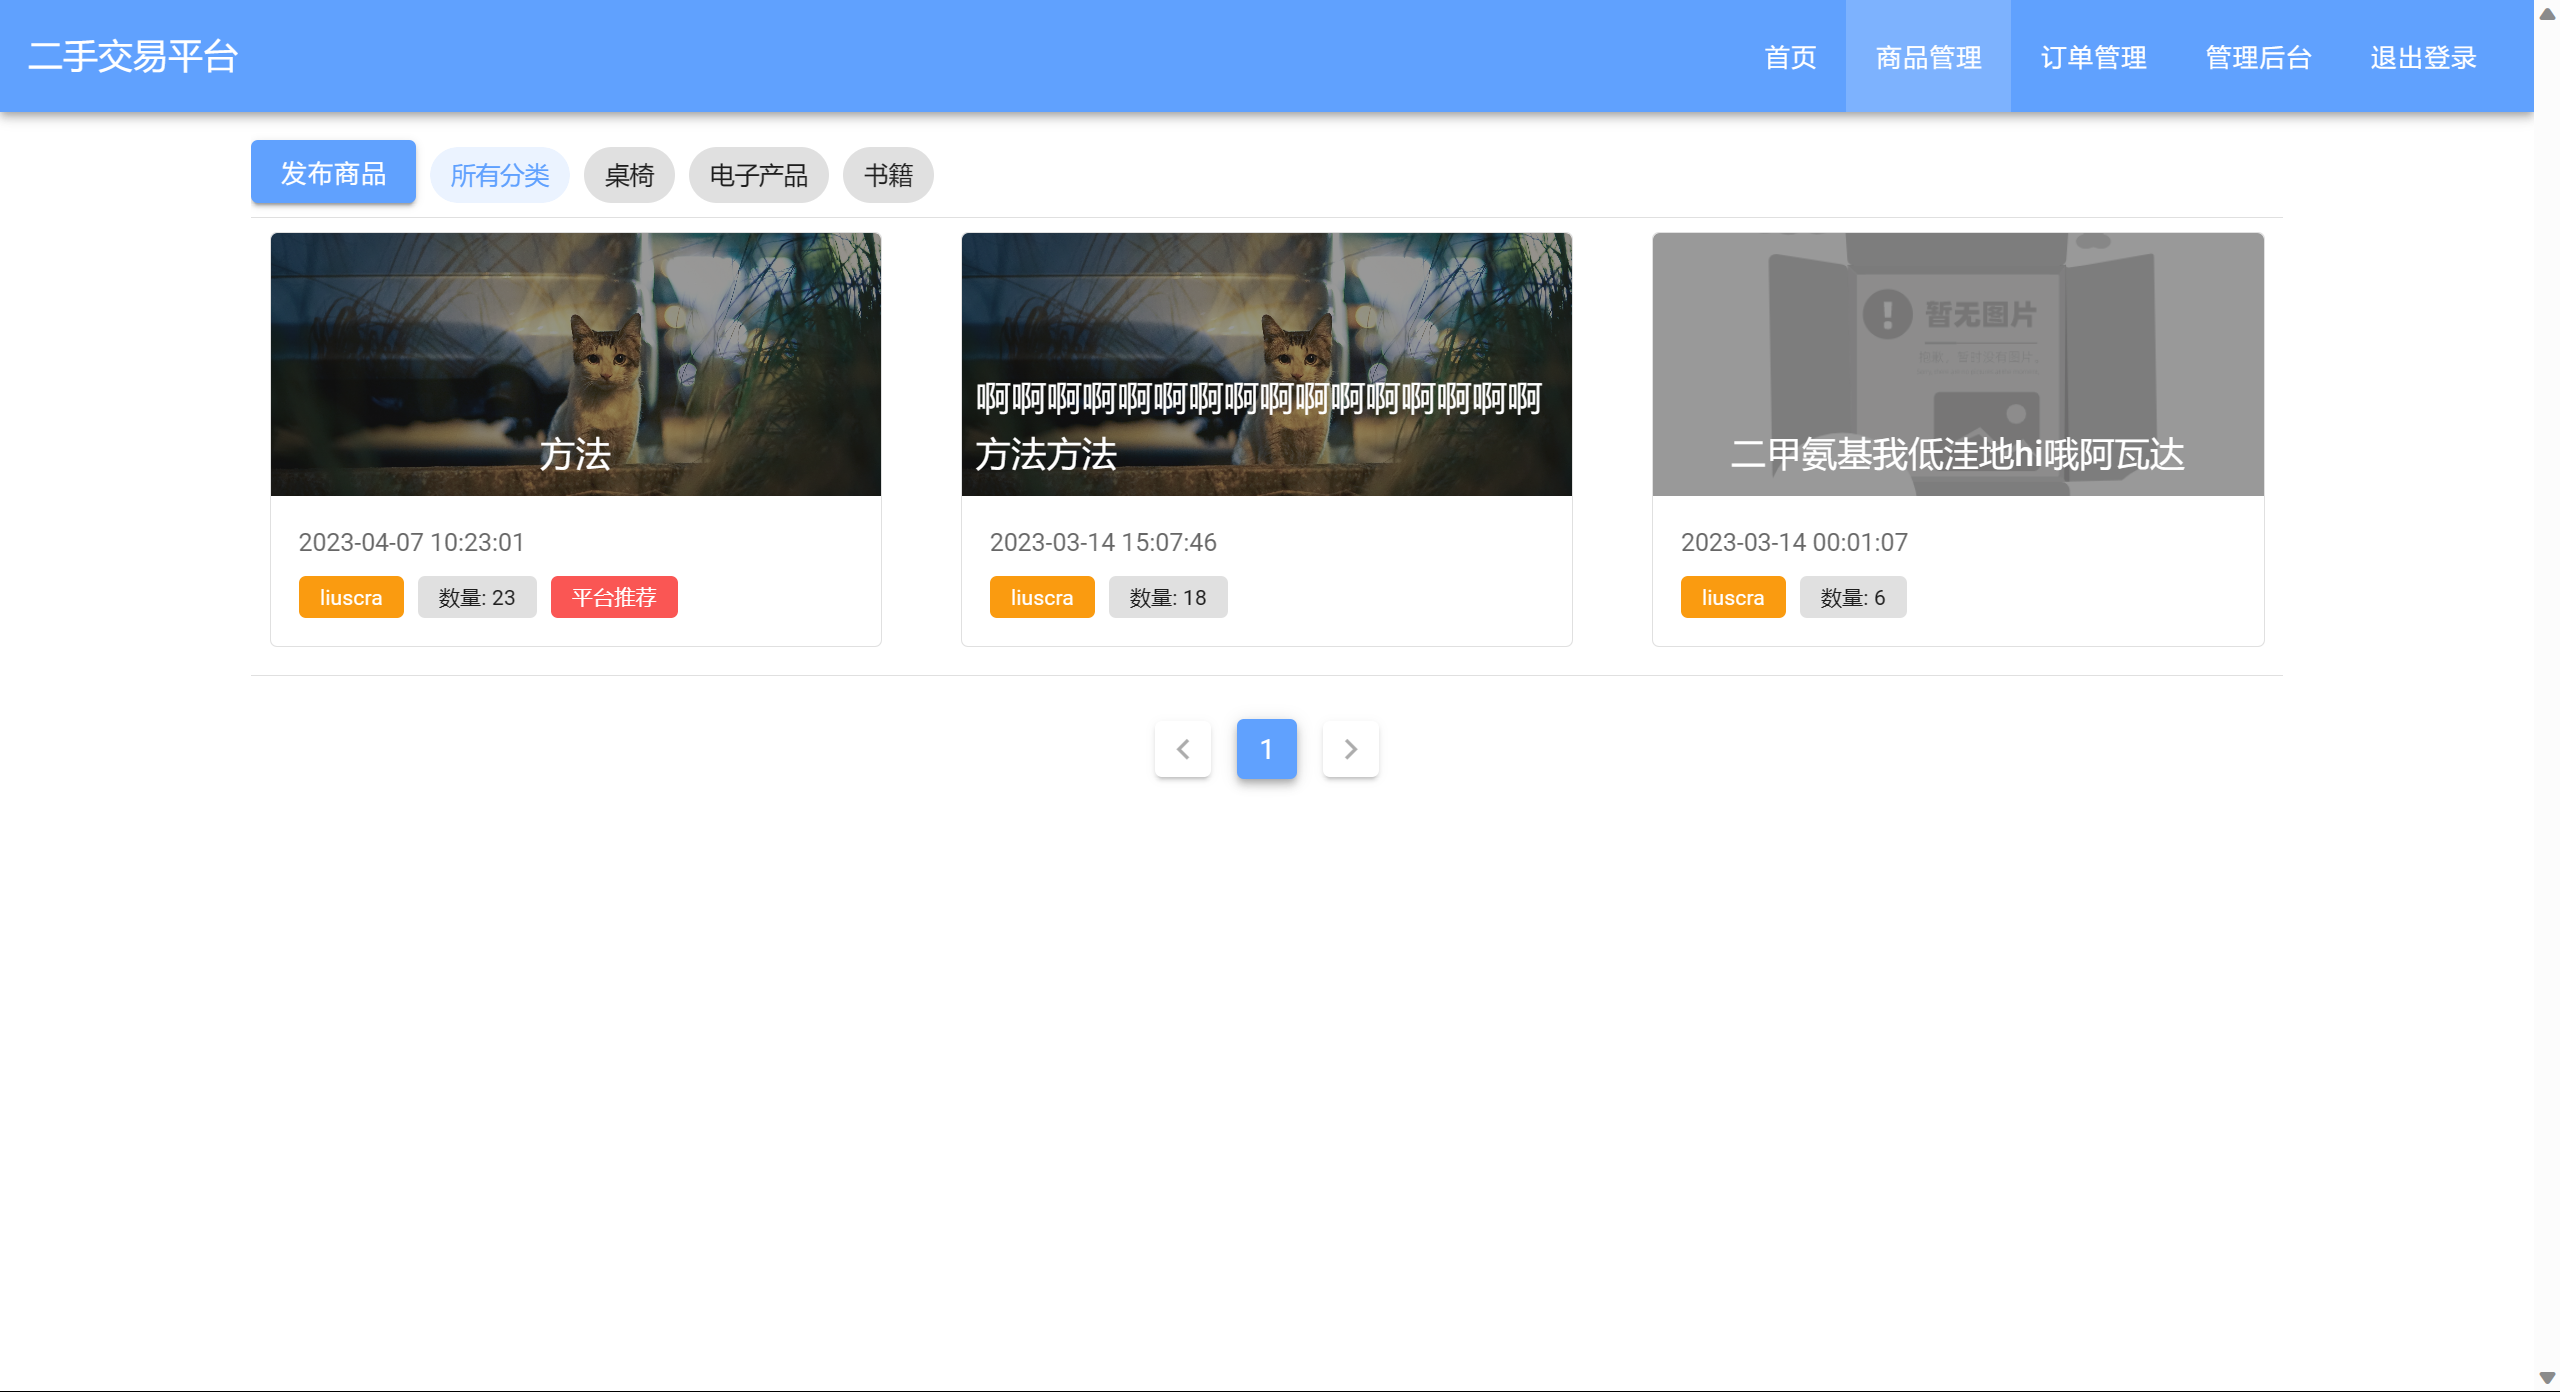 二手交易平台
首页
商品管理
订单管理
管理后台
退出登录
发布商品
所有分类
桌椅
电子产品
书籍
方法
2023-04-07 10:23:01
liuscra
数量: 23
平台推荐
啊啊啊啊啊啊啊啊啊啊啊啊啊啊啊啊
方法方法
2023-03-14 15:07:46
liuscra
数量: 18
暂无图片
二甲氨基我低洼地hi哦阿瓦达
2023-03-14 00:01:07
liuscra
数量: 6
1